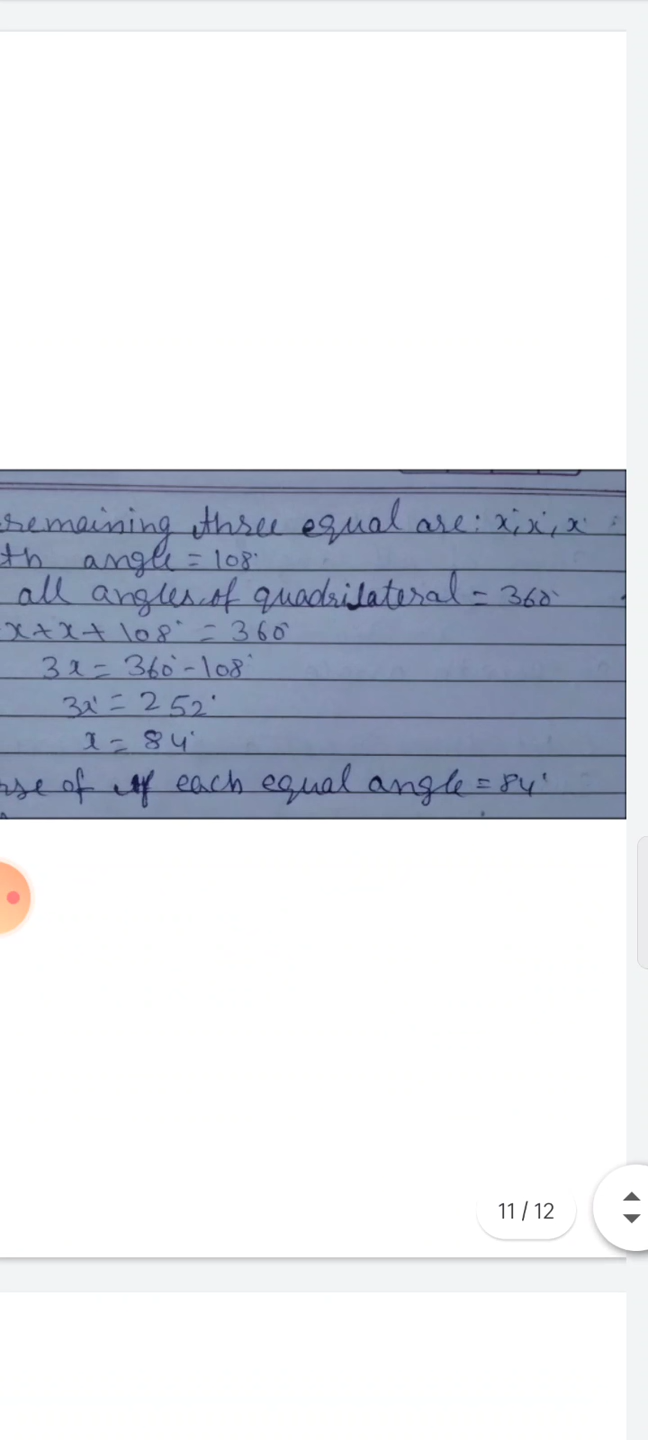 remaining three equal are: x°, x°, x°
th angle = 108°
all angles of quadrilateral = 360°
x + x + 108° = 360°
3x = 360° - 108°
3x° = 252°
x = 84°
each equal angle = 84°
11 / 12